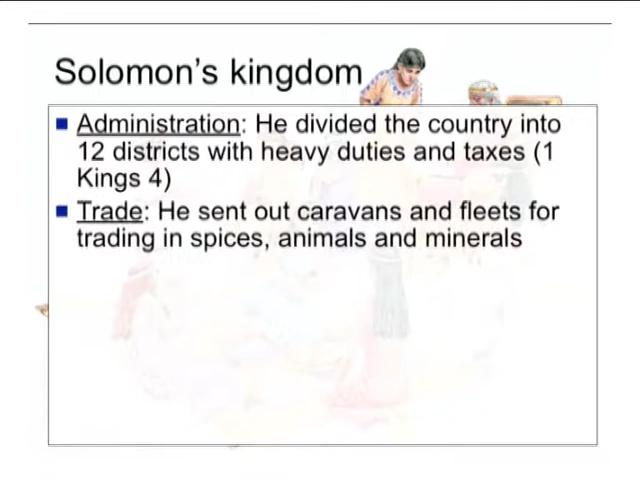 Solomon's kingdom
Administration: He divided the country into
12 districts with heavy duties and taxes (1
Kings 4)
Trade: He sent out caravans and fleets for
trading in spices, animals and minerals